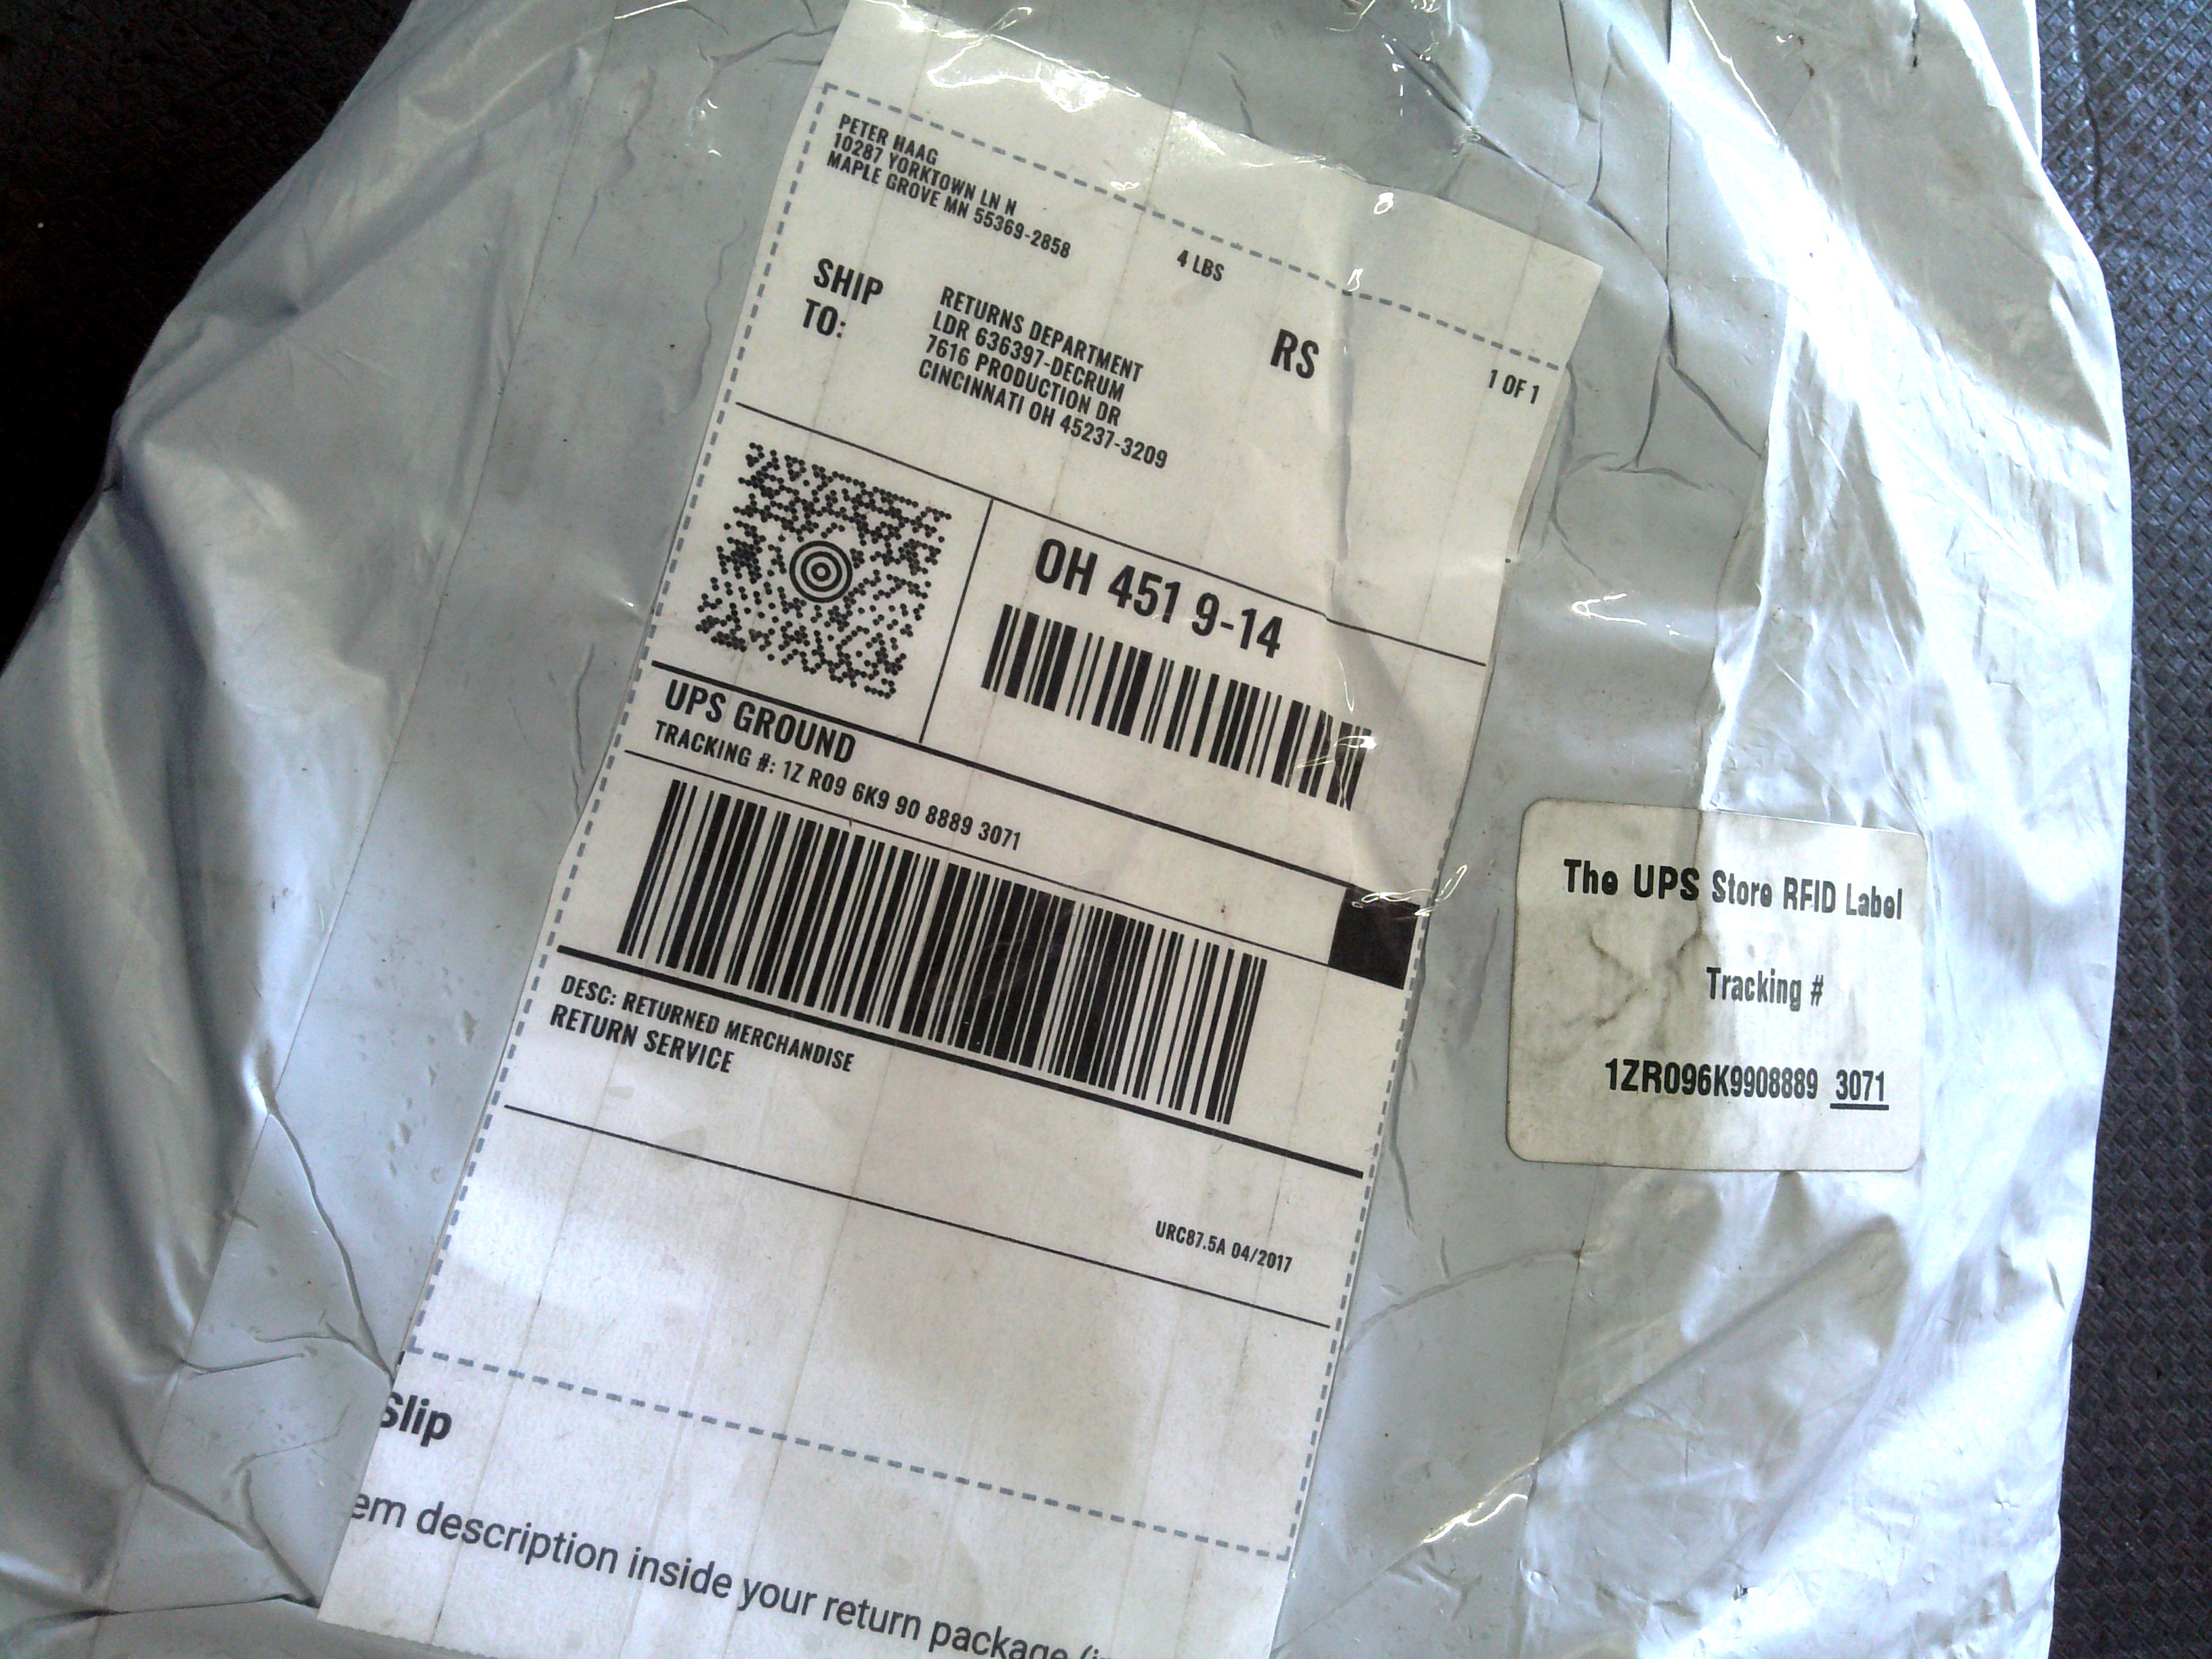 PETER HAAG
10287 YORKTOWN LN N
MAPLE GROVE MN 55369-2858
4 LBS
1 OF 1
SHIP
TO:
RETURNS DEPARTMENT
LDR 636397-DECRUM
7616 PRODUCTION DR
CINCINNATI OH 45237-3209
RS
OH 451 9-14
UPS GROUND
TRACKING #: 1Z R09 6K9 90 8889 3071
DESC: RETURNED MERCHANDISE
RETURN SERVICE
URC87.5A 04/2017
Slip
em description inside your return package
The UPS Store RFID Label
Tracking #
1ZR096K9908889 3071